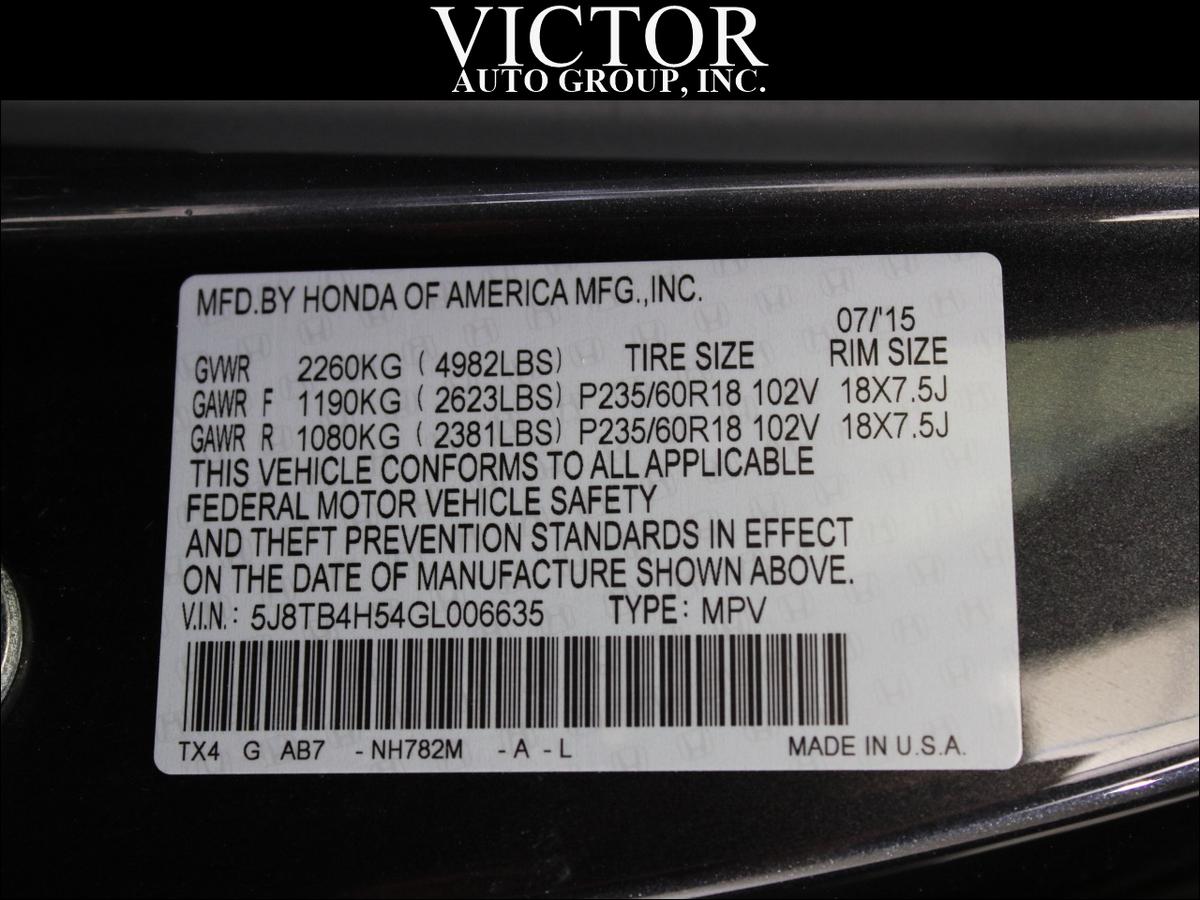 VICTOR
AUTO GROUP, INC.
MFD.BY HONDA OF AMERICA MFG.,INC.
07/'15
GVWR 2260KG ( 4982LBS) TIRE SIZE RIM SIZE
GAWR F 1190KG ( 2623LBS) P235/60R18 102V 18X7.5J
GAWR R 1080KG ( 2381LBS) P235/60R18 102V 18X7.5J
THIS VEHICLE CONFORMS TO ALL APPLICABLE
FEDERAL MOTOR VEHICLE SAFETY
AND THEFT PREVENTION STANDARDS IN EFFECT
ON THE DATE OF MANUFACTURE SHOWN ABOVE.
V.I.N.: 5J8TB4H54GL006635 TYPE: MPV
TX4 G AB7 -NH782M -A -L MADE IN U.S.A.